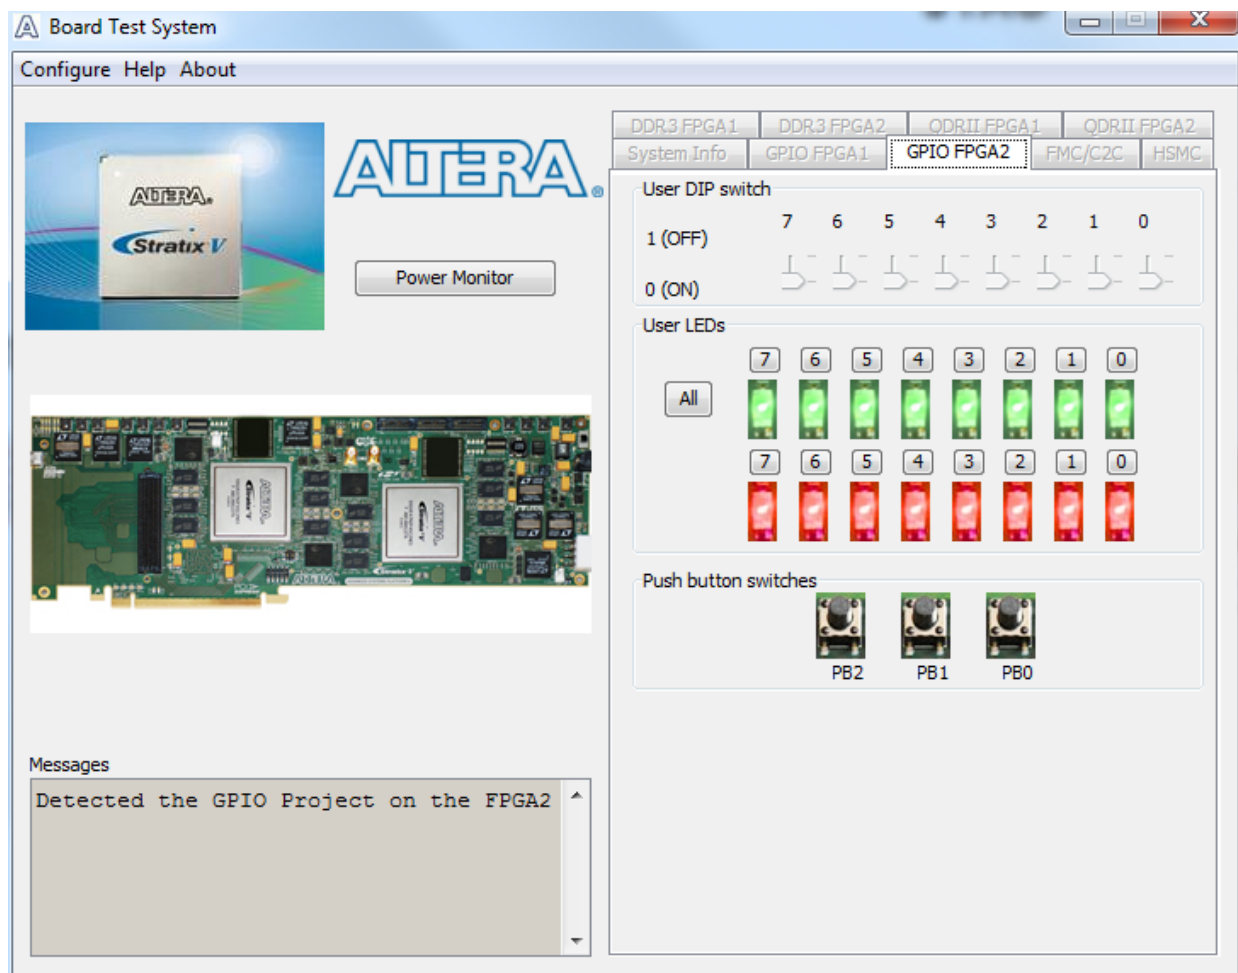 Board Test System
Configure Help About
ALTERA®
Stratix V
ALTERA®
Power Monitor
Messages
Detected the GPIO Project on the FPGA2
DDR3 FPGA1 DDR3 FPGA2 QDRII FPGA1 QDRII FPGA2
System Info GPIO FPGA1 GPIO FPGA2 FMC/C2C HSMC
User DIP switch
7 6 5 4 3 2 1 0
1 (OFF)
0 (ON)
User LEDs
7 6 5 4 3 2 1 0
All
7 6 5 4 3 2 1 0
Push button switches
PB2 PB1 PB0